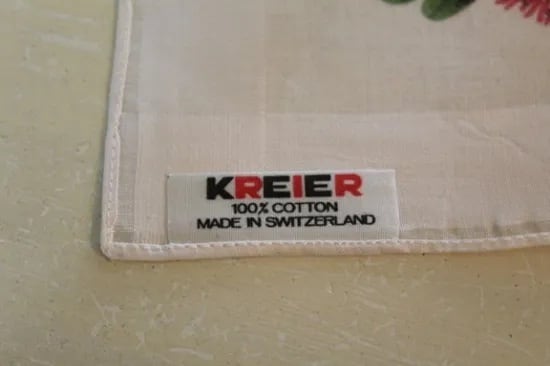 KREIER
100% COTTON
MADE IN SWITZERLAND